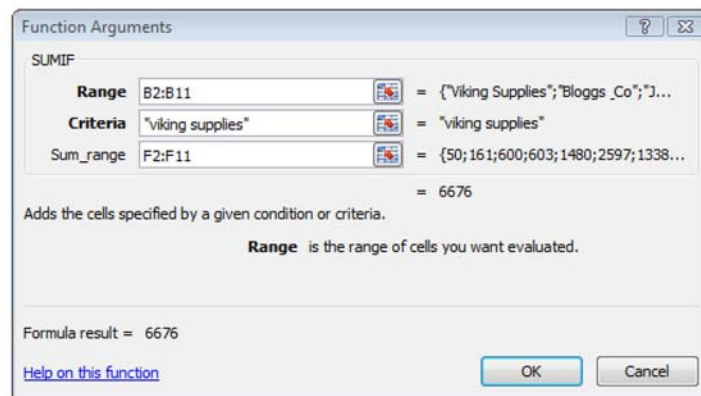 Function Arguments
SUMIF
Range B2:B11 = {"Viking Supplies";"Bloggs _Co";"J...
Criteria "viking supplies" = "viking supplies"
Sum_range F2:F11 = {50;161;600;603;1480;2597;1338...
= 6676
Adds the cells specified by a given condition or criteria.
Range is the range of cells you want evaluated.
Formula result = 6676
Help on this function OK Cancel